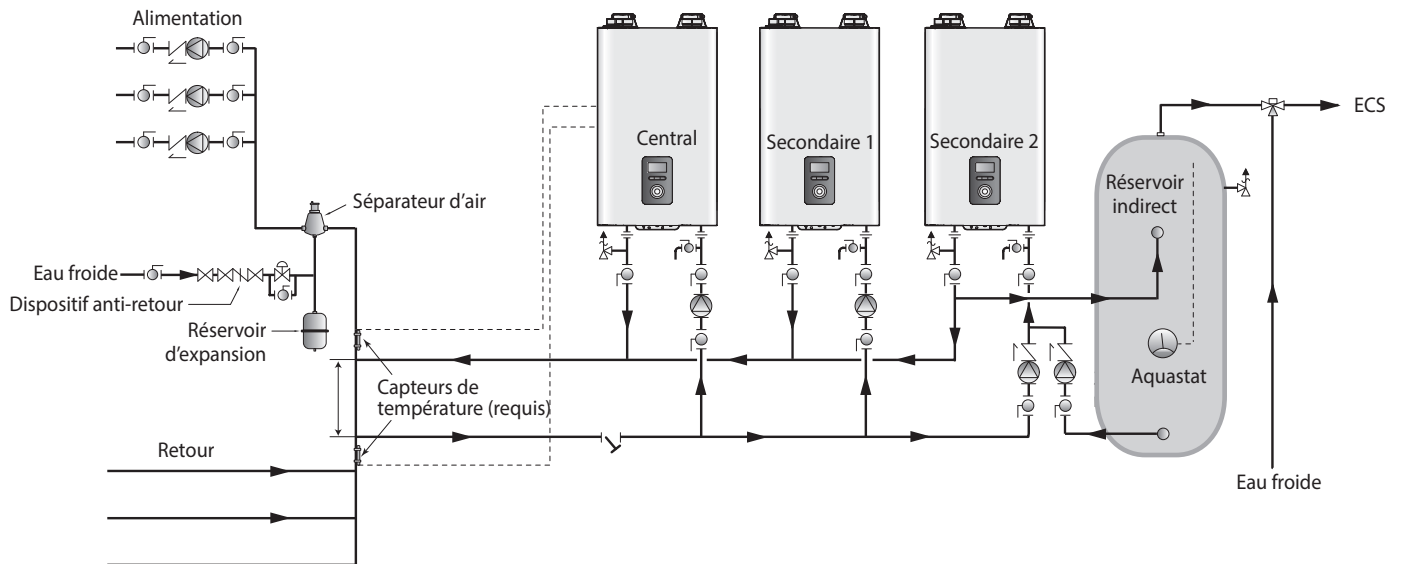 Alimentation
Central
Secondaire 1
Secondaire 2
ECS
Séparateur d'air
Réservoir
indirect
Eau froide
Dispositif anti-retour
Réservoir
d'expansion
Capteurs de
température (requis)
Aquastat
Retour
Eau froide